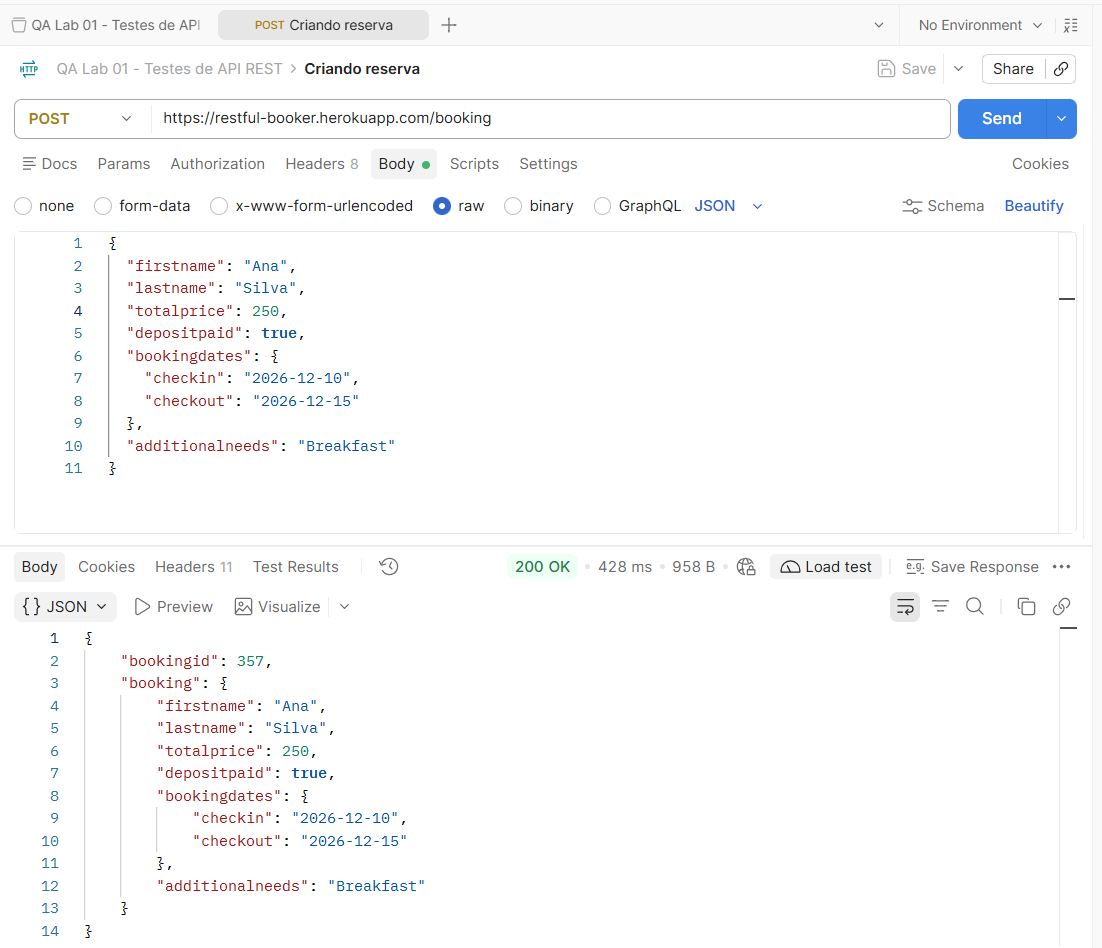 QA Lab 01 - Testes de API
POST Criando reserva
No Environment
HTTP QA Lab 01 - Testes de API REST > Criando reserva
Save
Share
POST
https://restful-booker.herokuapp.com/booking
Send
Docs Params Authorization Headers 8 Body Scripts Settings Cookies
none form-data x-www-form-urlencoded raw binary GraphQL JSON Schema Beautify
1 {
2 "firstname": "Ana",
3 "lastname": "Silva",
4 "totalprice": 250,
5 "depositpaid": true,
6 "bookingdates": {
7 "checkin": "2026-12-10",
8 "checkout": "2026-12-15"
9 },
10 "additionalneeds": "Breakfast"
11 }
Body Cookies Headers 11 Test Results 200 OK • 428 ms • 958 B • Load test e.g. Save Response •••
{} JSON Preview Visualize
1 {
2 "bookingid": 357,
3 "booking": {
4 "firstname": "Ana",
5 "lastname": "Silva",
6 "totalprice": 250,
7 "depositpaid": true,
8 "bookingdates": {
9 "checkin": "2026-12-10",
10 "checkout": "2026-12-15"
11 },
12 "additionalneeds": "Breakfast"
13 }
14 }